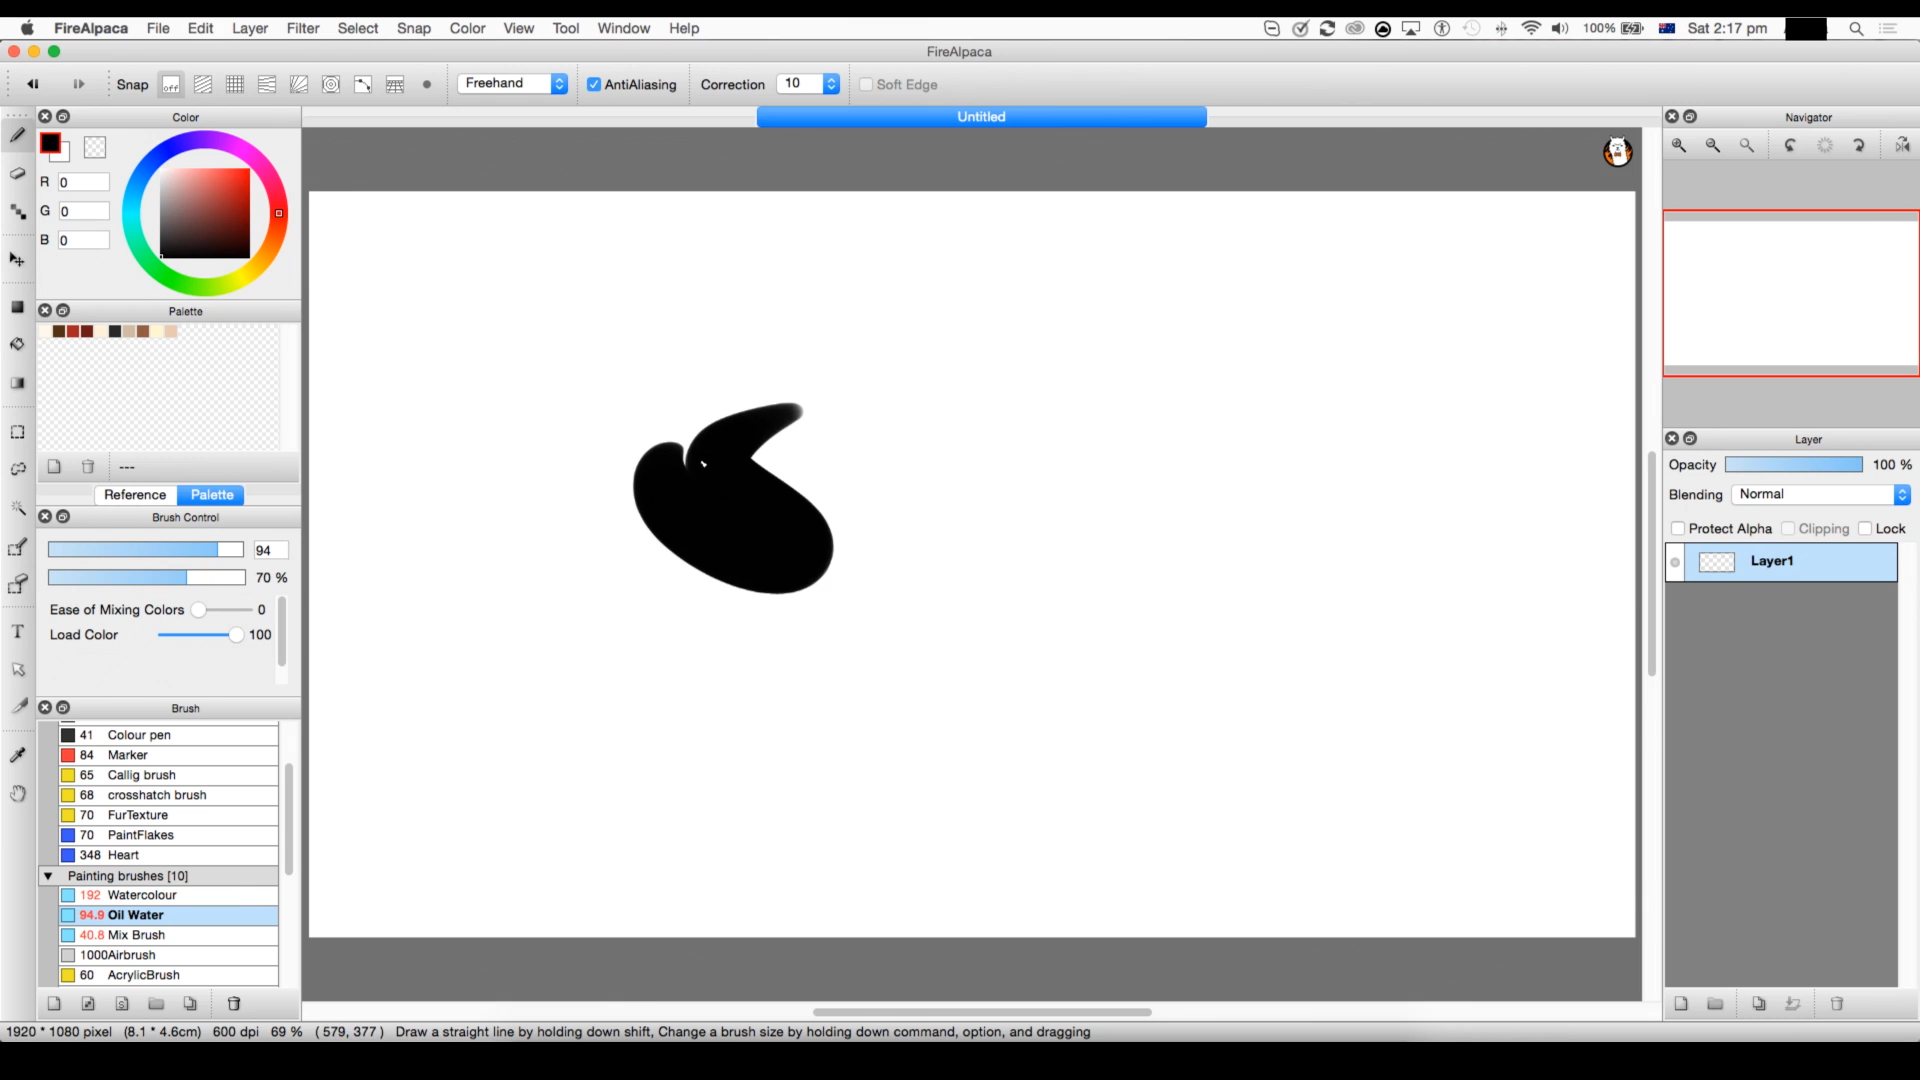 FireAlpaca File Edit Layer Filter Select Snap Color View Tool Window Help 100% Sat 2:17 pm
FireAlpaca
Snap off Freehand AntiAliasing Correction 10 Soft Edge
Color
Untitled
Navigator
R 0
G 0
B 0
Palette
---
Reference Palette
Brush Control
94
70 %
Ease of Mixing Colors 0
Load Color 100
Brush
41 Colour pen
84 Marker
65 Callig brush
68 crosshatch brush
70 FurTexture
70 PaintFlakes
348 Heart
Painting brushes [10]
192 Watercolour
94.9 Oil Water
40.8 Mix Brush
1000Airbrush
60 AcrylicBrush
Layer
Opacity 100 %
Blending Normal
Protect Alpha Clipping Lock
Layer1
1920 * 1080 pixel (8.1 * 4.6cm) 600 dpi 69 % ( 579, 377 ) Draw a straight line by holding down shift, Change a brush size by holding down command, option, and dragging